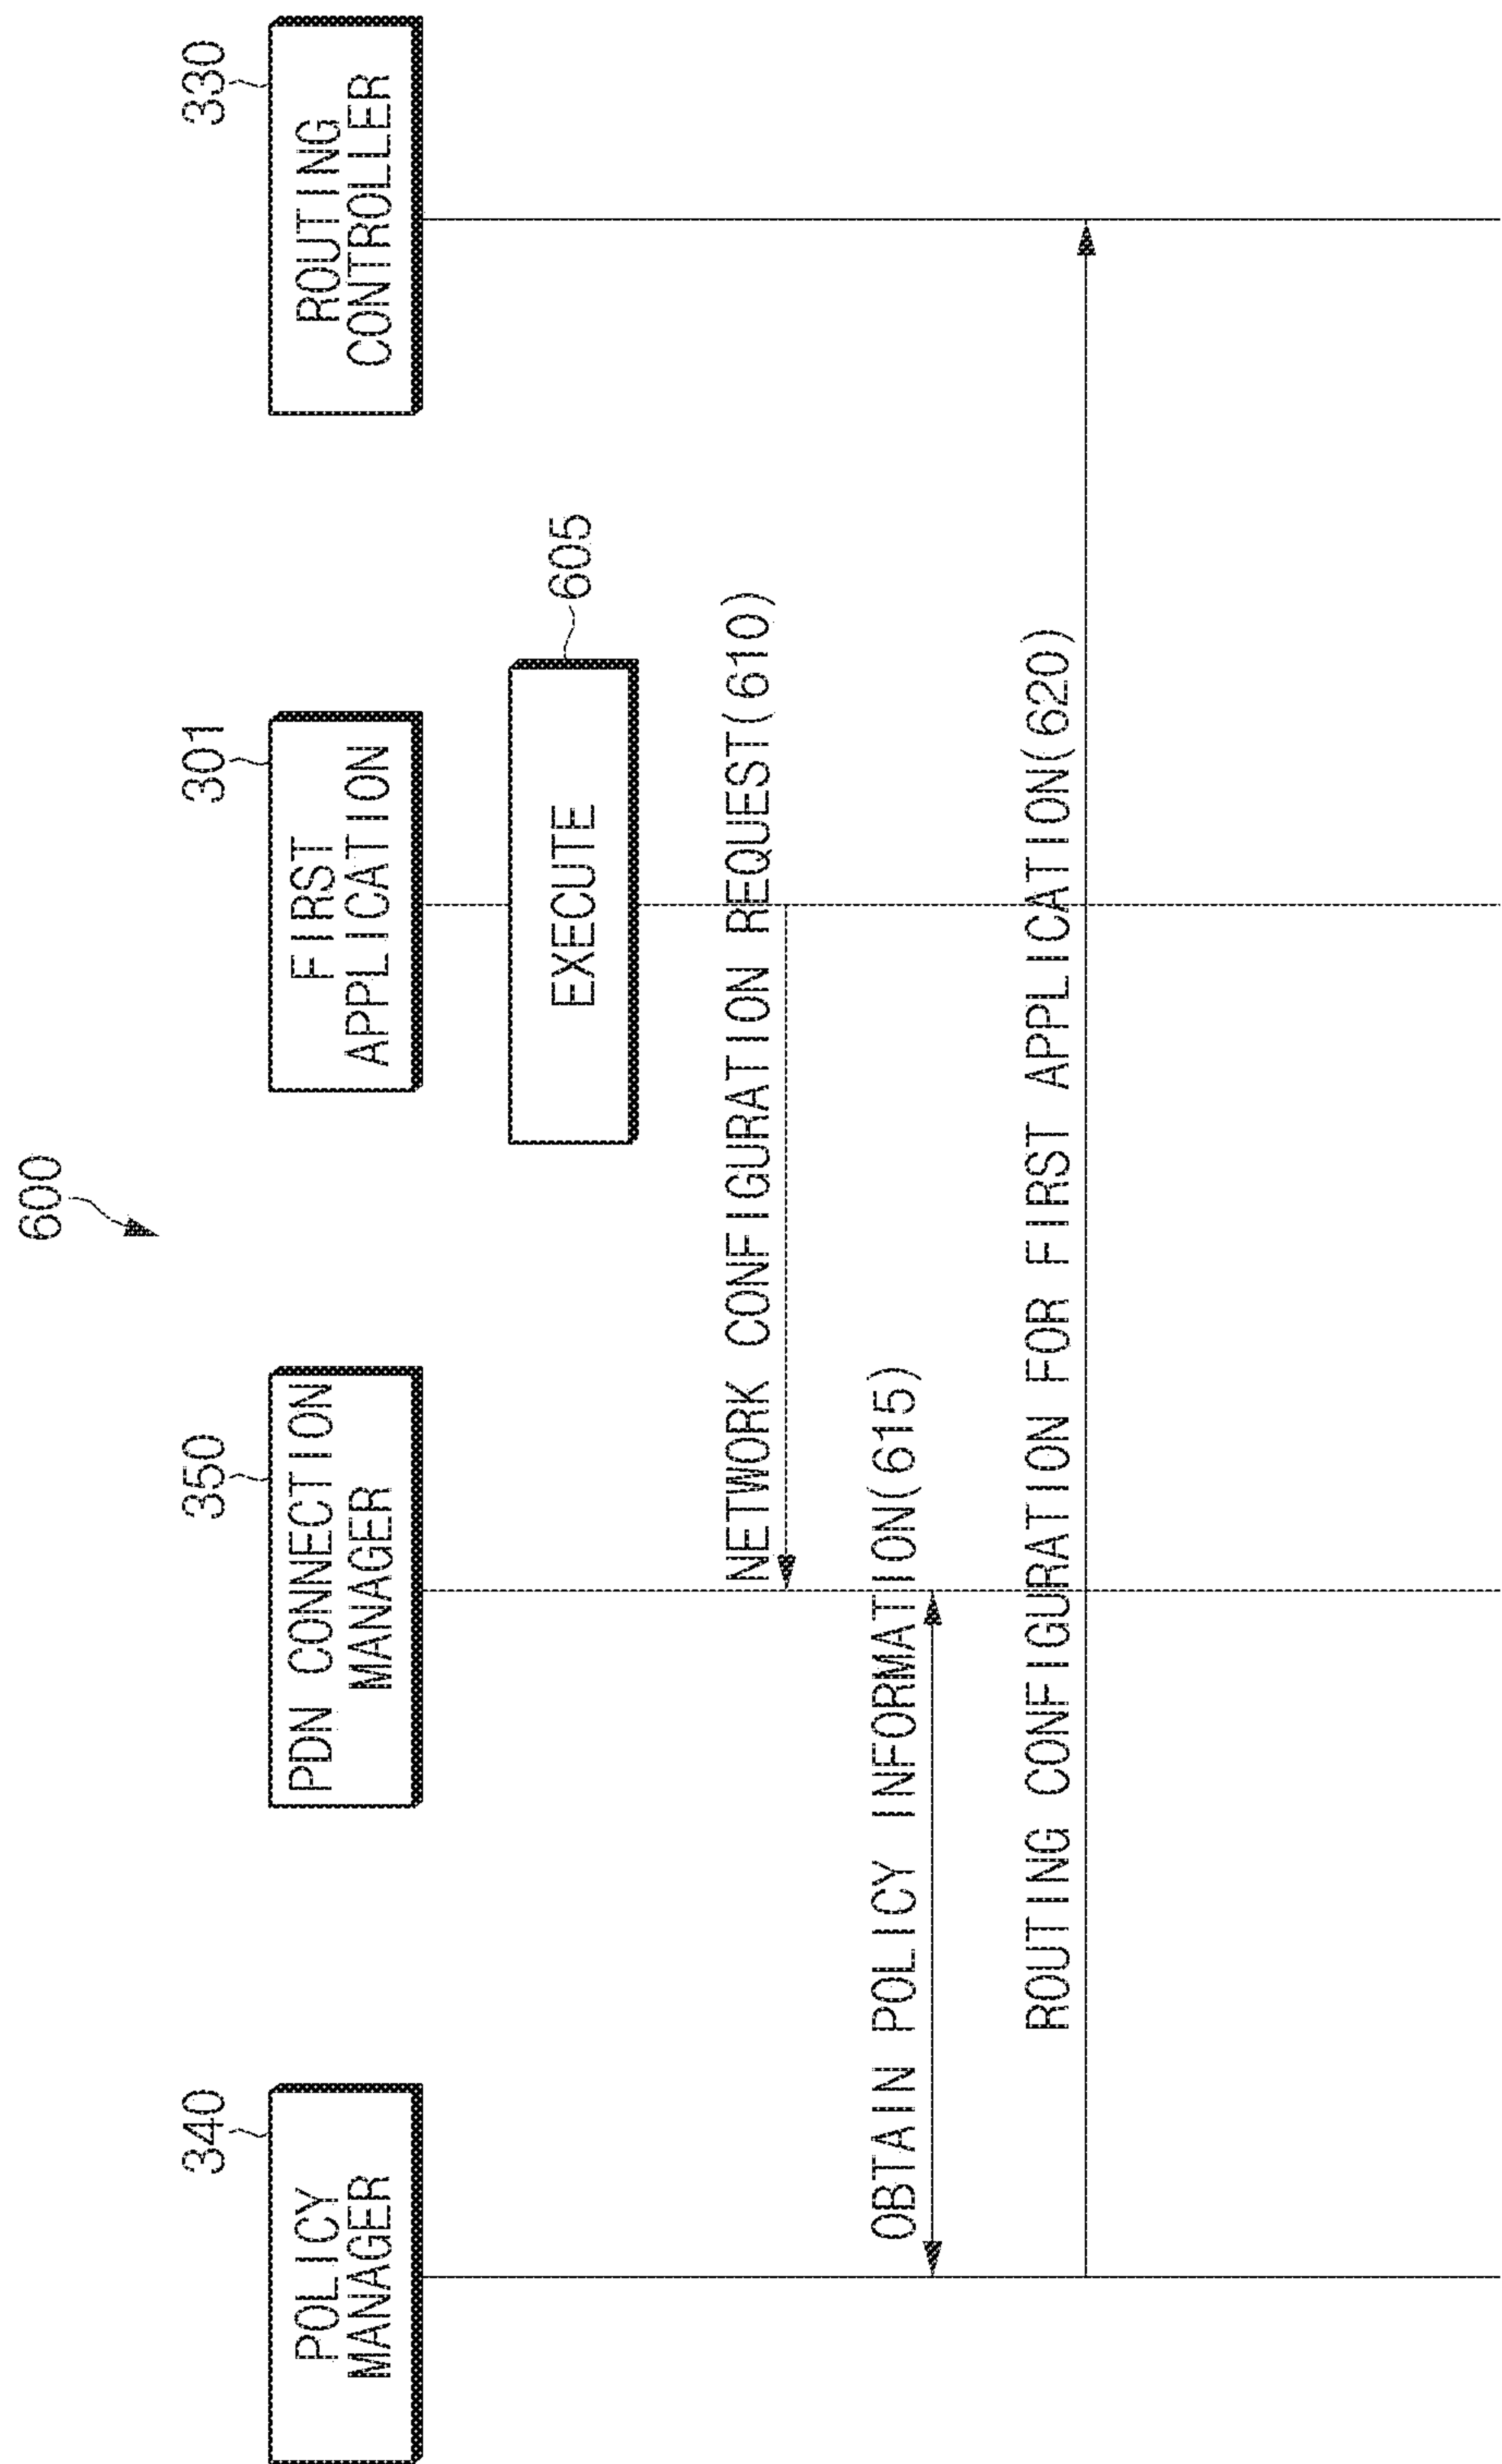 600
340
350
301
330
POLICY
MANAGER
PDN CONNECTION
MANAGER
FIRST
APPLICATION
ROUTING
CONTROLLER
EXECUTE
605
NETWORK CONFIGURATION REQUEST(610)
OBTAIN POLICY INFORMATION(615)
ROUTING CONFIGURATION FOR FIRST APPLICATION(620)